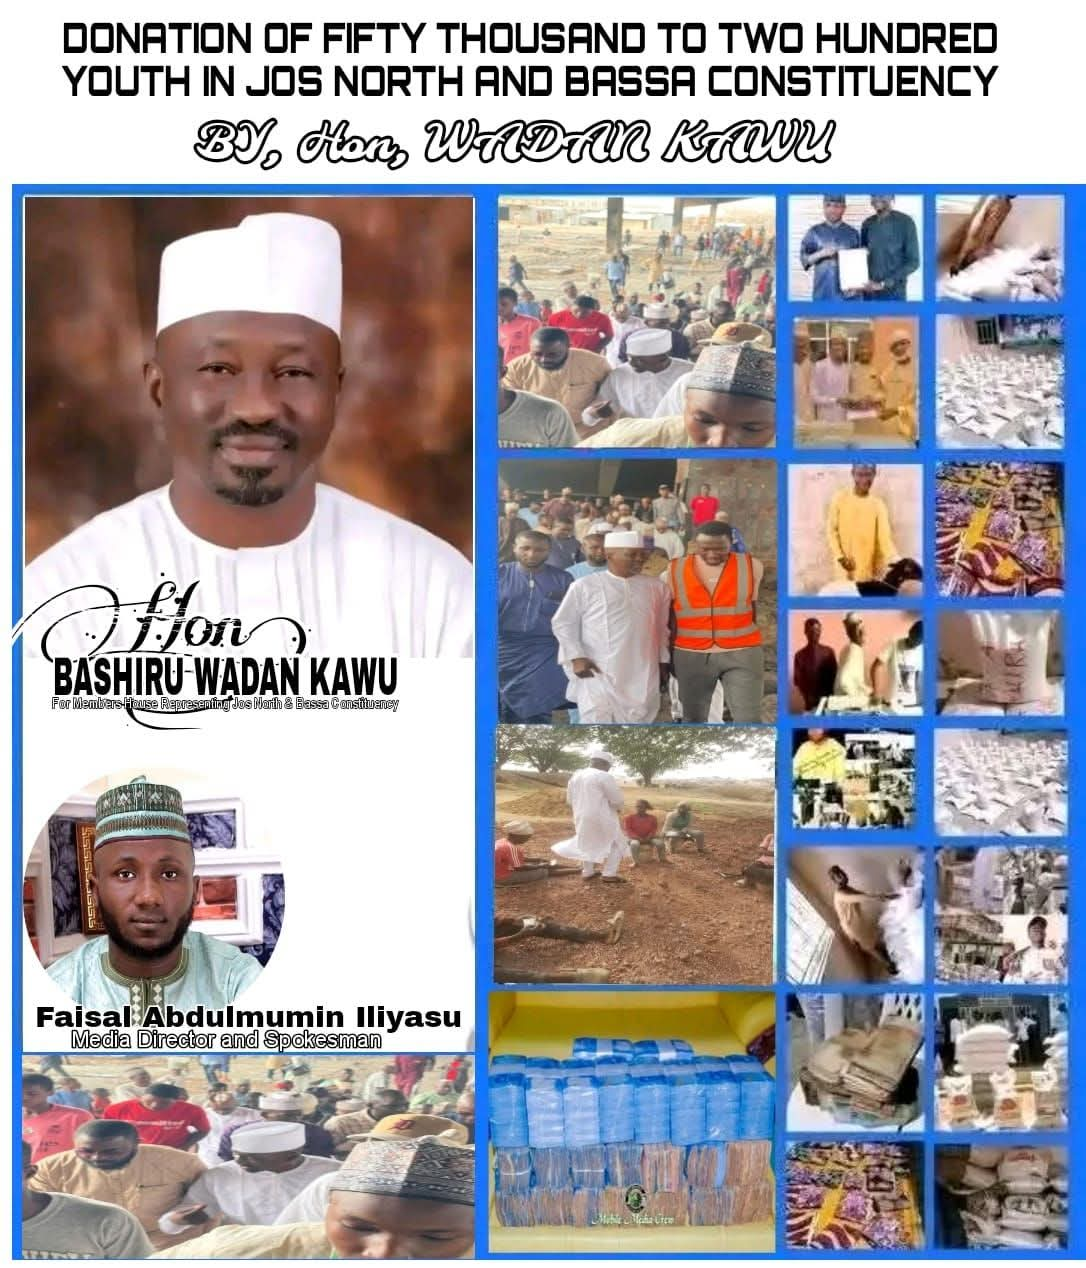 DONATION OF FIFTY THOUSAND TO TWO HUNDRED
YOUTH IN JOS NORTH AND BASSA CONSTITUENCY
BY, Hon, WADAN KAWU
Hon
BASHIRU WADAN KAWU
For Members House Representing Jos North & Bassa Constituency
Faisal Abdulmumin Iliyasu
Media Director and Spokesman
Mobile Media Crew